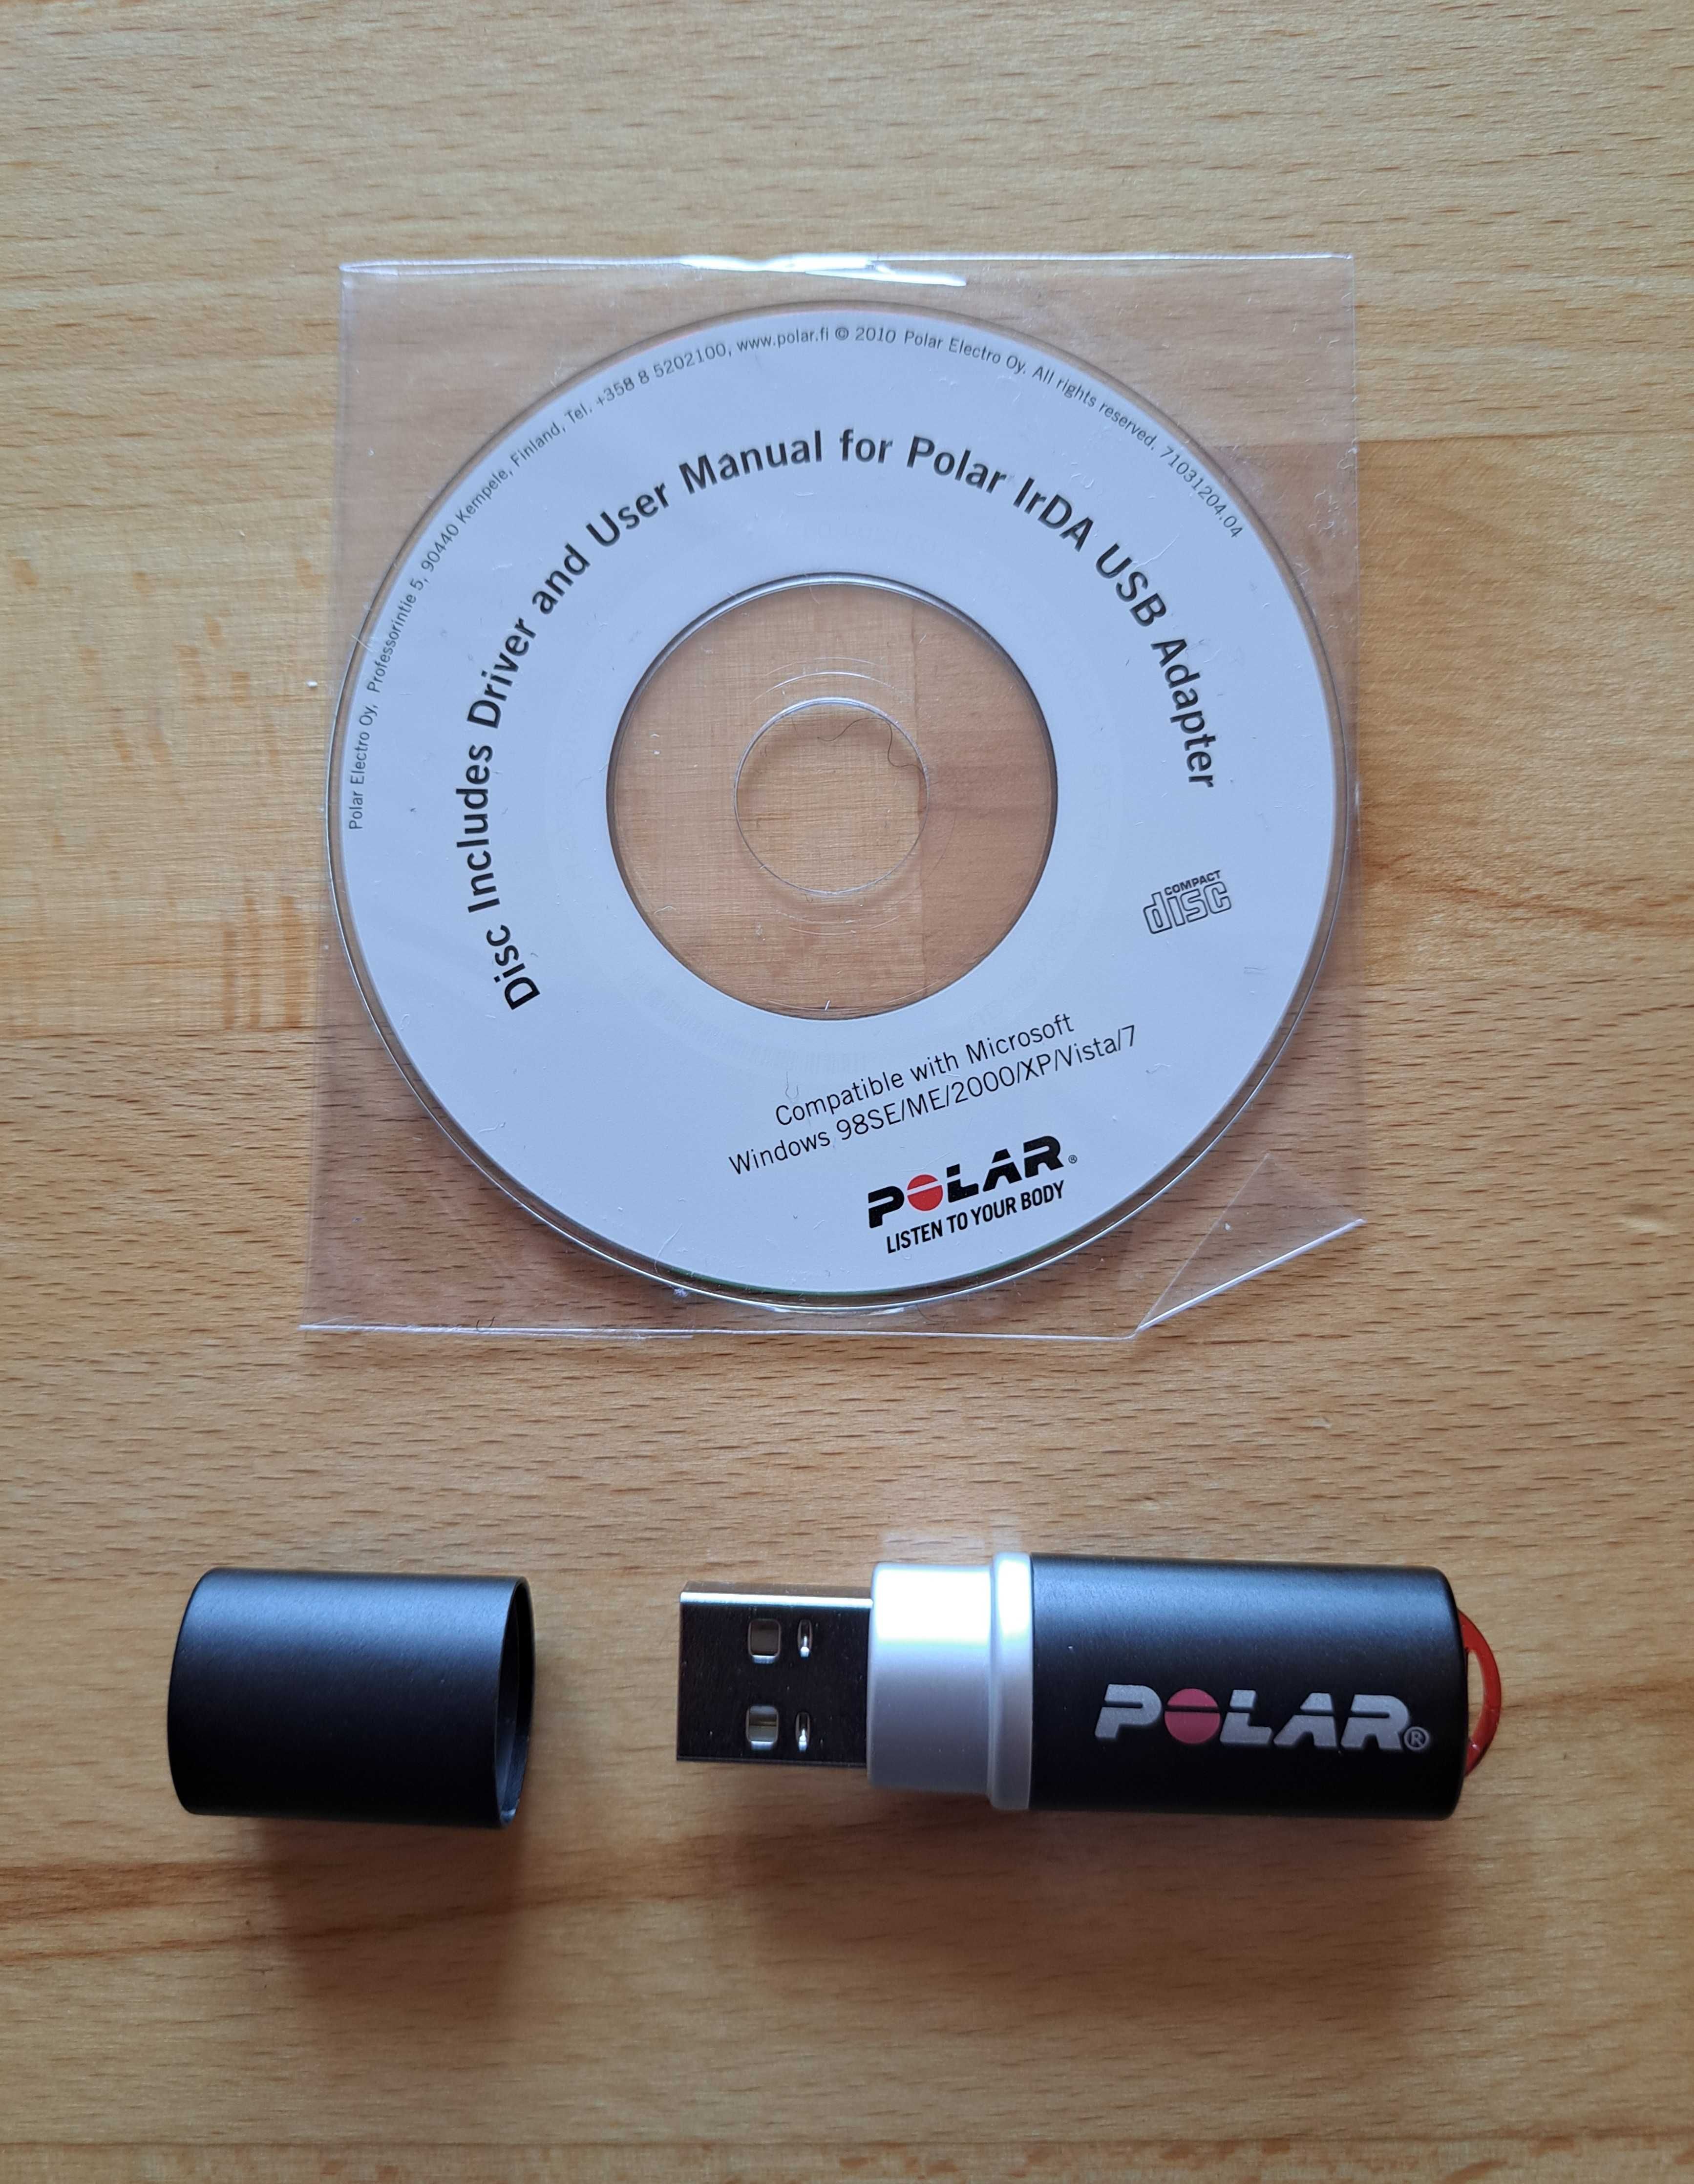 Polar Electro Oy, Professorintie 5, 90440 Kempele, Finland, Tel. +358 8 5202100, www.polar.fi © 2010 Polar Electro Oy. All rights reserved. 71031204.04
Disc Includes Driver and User Manual for Polar IrDA USB Adapter
COMPACT
disc
Compatible with Microsoft
Windows 98SE/ME/2000/XP/Vista/7
POLAR®
LISTEN TO YOUR BODY
POLAR®